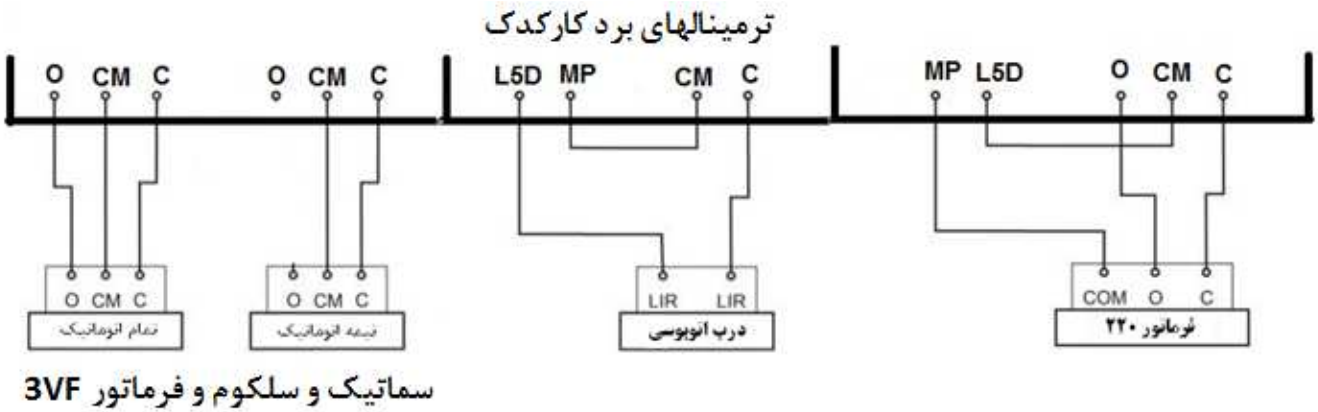 ترمینالهای برد کارکدک
O CM C O CM C L5D MP CM C MP L5D O CM C
O CM C O CM C LIR LIR COM O C
تمام اتوماتیک نیمه اتوماتیک درب اتوبوسی فرماتور ۲۲۰
سماتیک و سلکوم و فرماتور 3VF